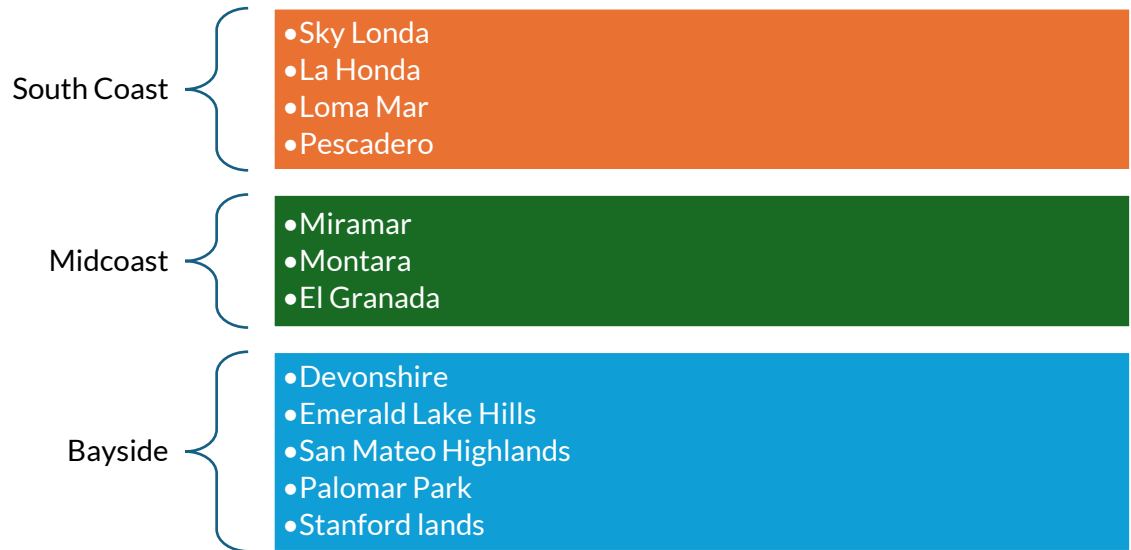 South Coast
•Sky Londa
•La Honda
•Loma Mar
•Pescadero
Midcoast
•Miramar
•Montara
•El Granada
Bayside
•Devonshire
•Emerald Lake Hills
•San Mateo Highlands
•Palomar Park
•Stanford lands